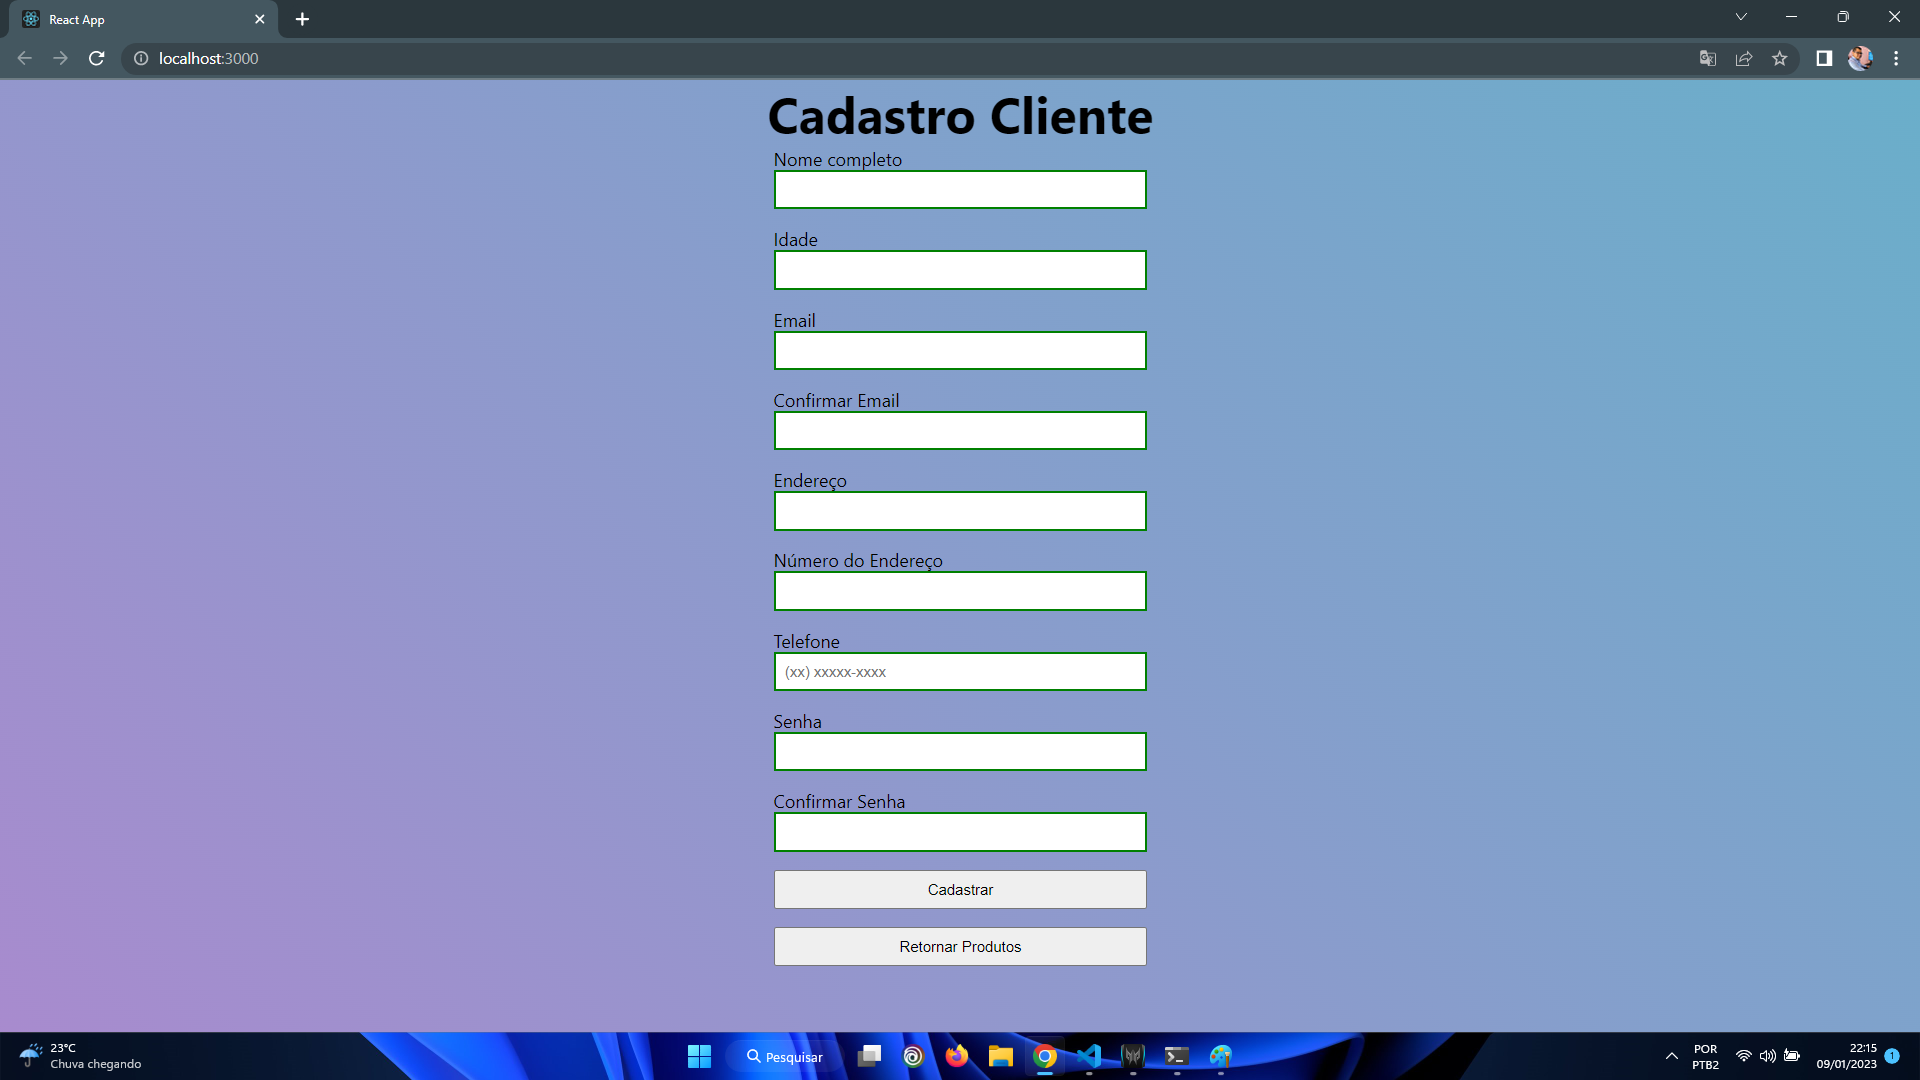 React App
localhost:3000
Cadastro Cliente
Nome completo
Idade
Email
Confirmar Email
Endereço
Número do Endereço
Telefone
(xx) xxxxx-xxxx
Senha
Confirmar Senha
Cadastrar
Retornar Produtos
23°C
Chuva chegando
Pesquisar
POR
PTB2
22:15
09/01/2023
1